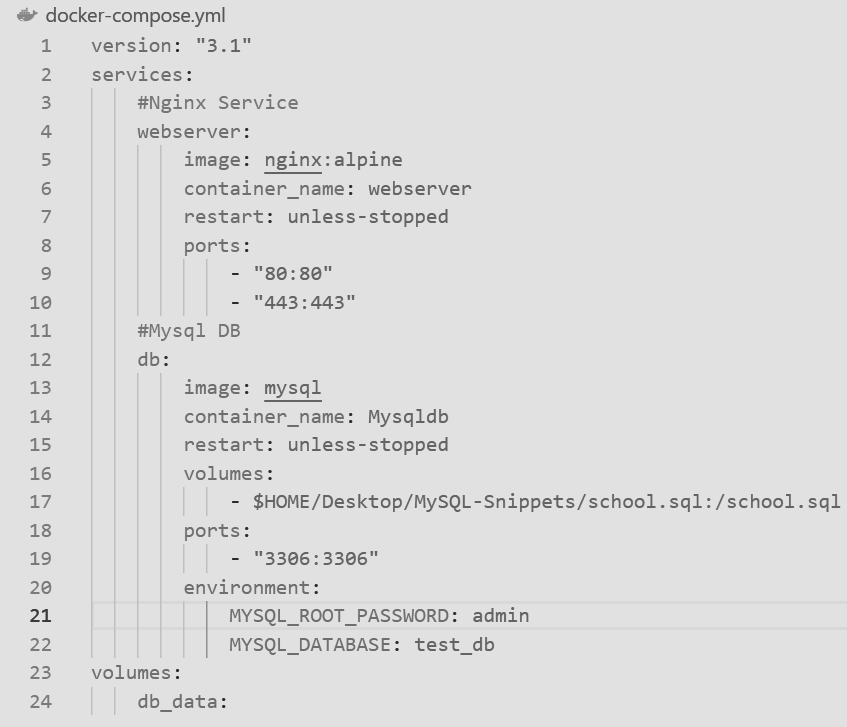 docker-compose.yml
1 version: "3.1"
2 services:
3 #Nginx Service
4 webserver:
5 image: nginx:alpine
6 container_name: webserver
7 restart: unless-stopped
8 ports:
9 - "80:80"
10 - "443:443"
11 #Mysql DB
12 db:
13 image: mysql
14 container_name: Mysqldb
15 restart: unless-stopped
16 volumes:
17 - $HOME/Desktop/MySQL-Snippets/school.sql:/school.sql
18 ports:
19 - "3306:3306"
20 environment:
21 MYSQL_ROOT_PASSWORD: admin
22 MYSQL_DATABASE: test_db
23 volumes:
24 db_data: